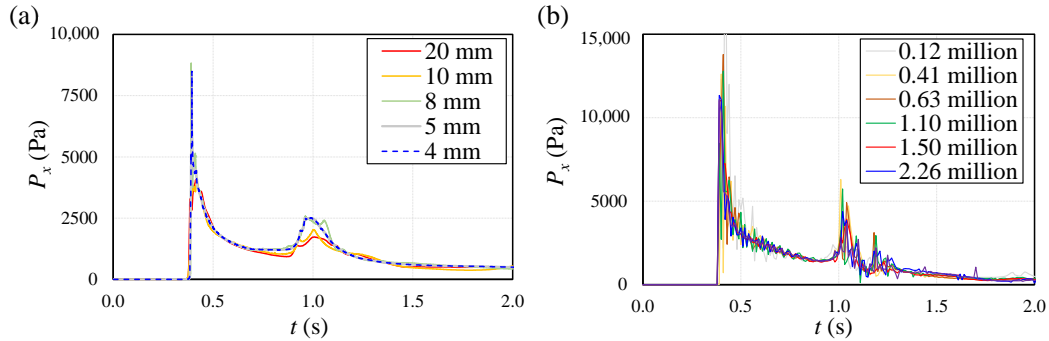 (a)
10,000
7500
5000
2500
0
P_x (Pa)
0.0 0.5 1.0 1.5 2.0
t (s)
20 mm
10 mm
8 mm
5 mm
4 mm
(b)
15,000
10,000
5000
0
P_x (Pa)
0.0 0.5 1.0 1.5 2.0
t (s)
0.12 million
0.41 million
0.63 million
1.10 million
1.50 million
2.26 million